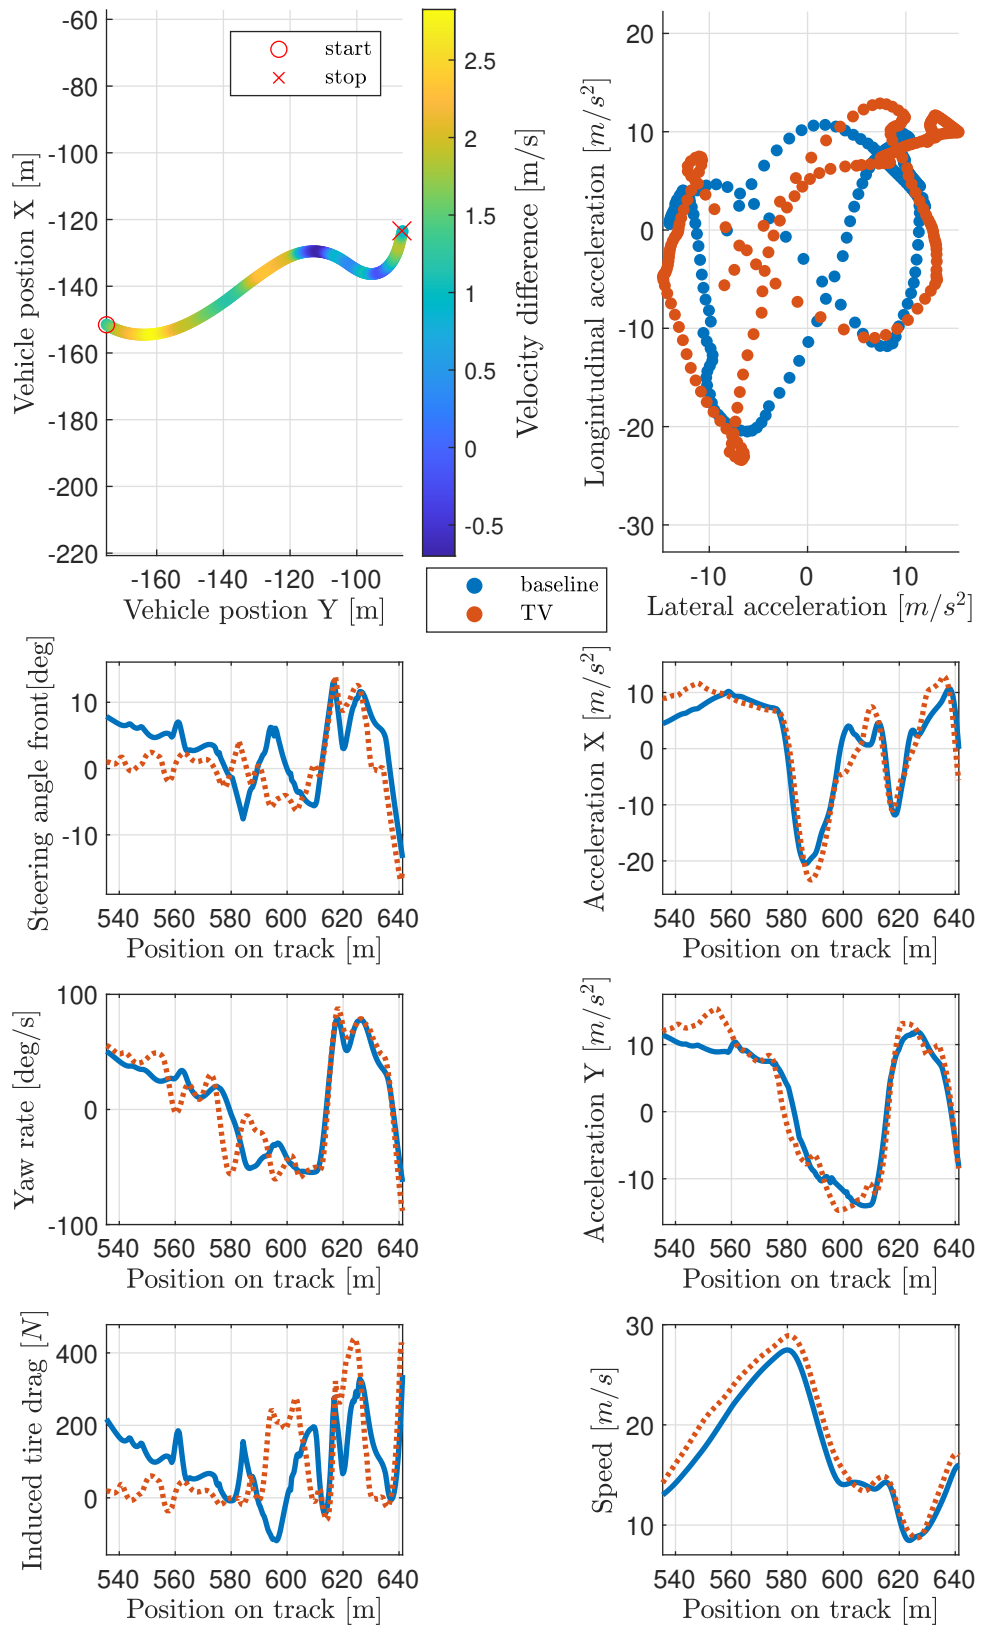 -60
-80
-100
-120
-140
-160
-180
-200
-220
Vehicle postion X [m]
start
stop
-160 -140 -120 -100
Vehicle postion Y [m]
2.5
2
1.5
1
0.5
0
-0.5
Velocity difference [m/s]
20
10
0
-10
-20
-30
Longintudinal acceleration [m/s²]
-10 0 10
Lateral acceleration [m/s²]
baseline
TV
10
0
-10
Steering angle front[deg]
540 560 580 600 620 640
Position on track [m]
10
0
-10
-20
Acceleration X [m/s²]
540 560 580 600 620 640
Position on track [m]
100
0
-100
Yaw rate [deg/s]
540 560 580 600 620 640
Position on track [m]
10
0
-10
Acceleration Y [m/s²]
540 560 580 600 620 640
Position on track [m]
400
200
0
Induced tire drag [N]
540 560 580 600 620 640
Position on track [m]
30
20
10
Speed [m/s]
540 560 580 600 620 640
Position on track [m]